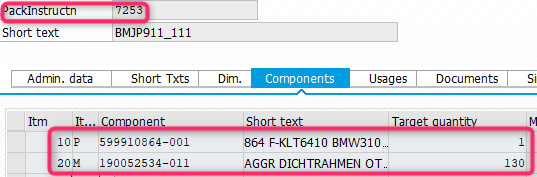 PackInstructn 7253
Short text BMJP911_111
Admin. data Short Txts Dim. Components Usages Documents Si
Itm It... Component Short text Target quantity M
10 P 599910864-001 864 F-KLT6410 BMW310... 1
20 M 190052534-011 AGGR DICHTRAHMEN OT... 130